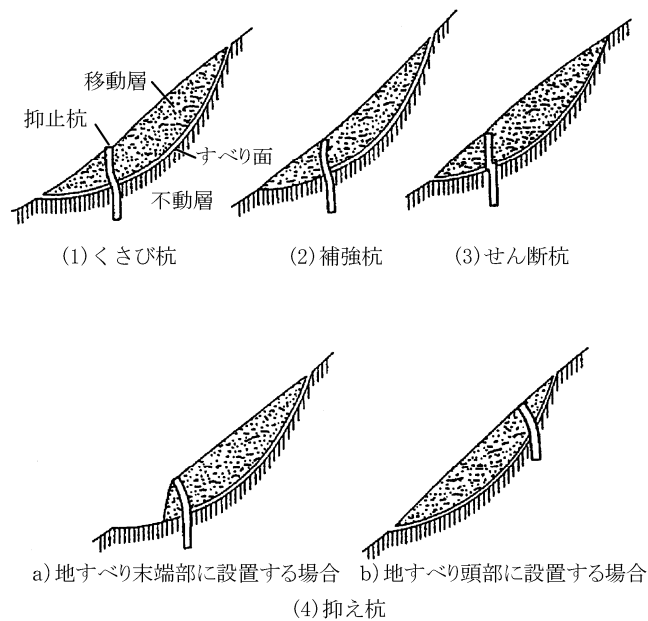 移動層
抑止杭
すべり面
不動層
(1)くさび杭
(2)補強杭
(3)せん断杭
a)地すべり末端部に設置する場合
b)地すべり頭部に設置する場合
(4)抑え杭